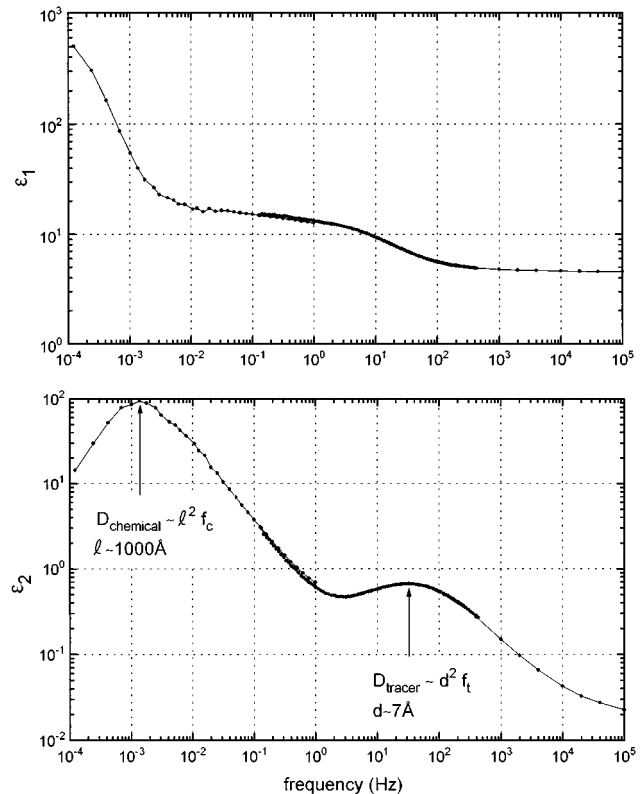 10³
10²
10¹
10⁰
ε₁
10⁻⁴ 10⁻³ 10⁻² 10⁻¹ 10⁰ 10¹ 10² 10³ 10⁴ 10⁵
10²
10¹
10⁰
10⁻¹
10⁻²
ε₂
D_chemical ~ ℓ² f_c
ℓ~1000Å
D_tracer ~ d² f_t
d~7Å
10⁻⁴ 10⁻³ 10⁻² 10⁻¹ 10⁰ 10¹ 10² 10³ 10⁴ 10⁵
frequency (Hz)